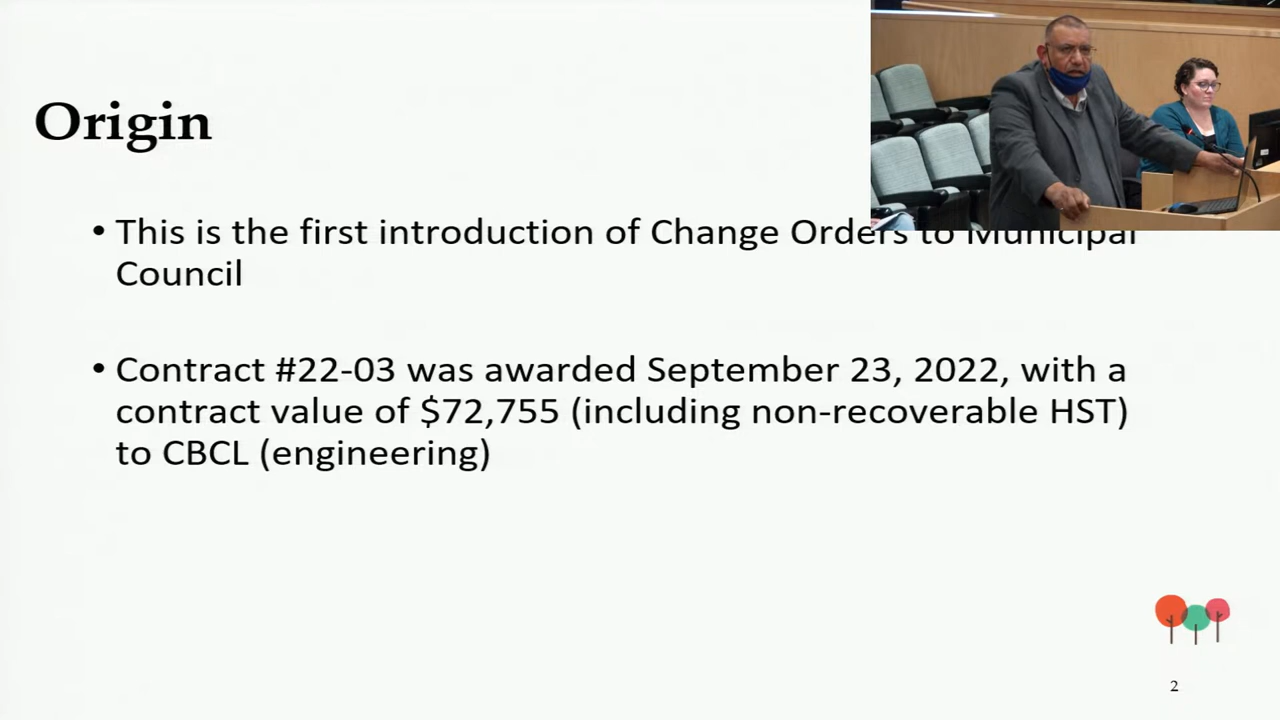 Origin
• This is the first introduction of Change Orders to Municipal
Council
• Contract #22-03 was awarded September 23, 2022, with a
contract value of $72,755 (including non-recoverable HST)
to CBCL (engineering)
2